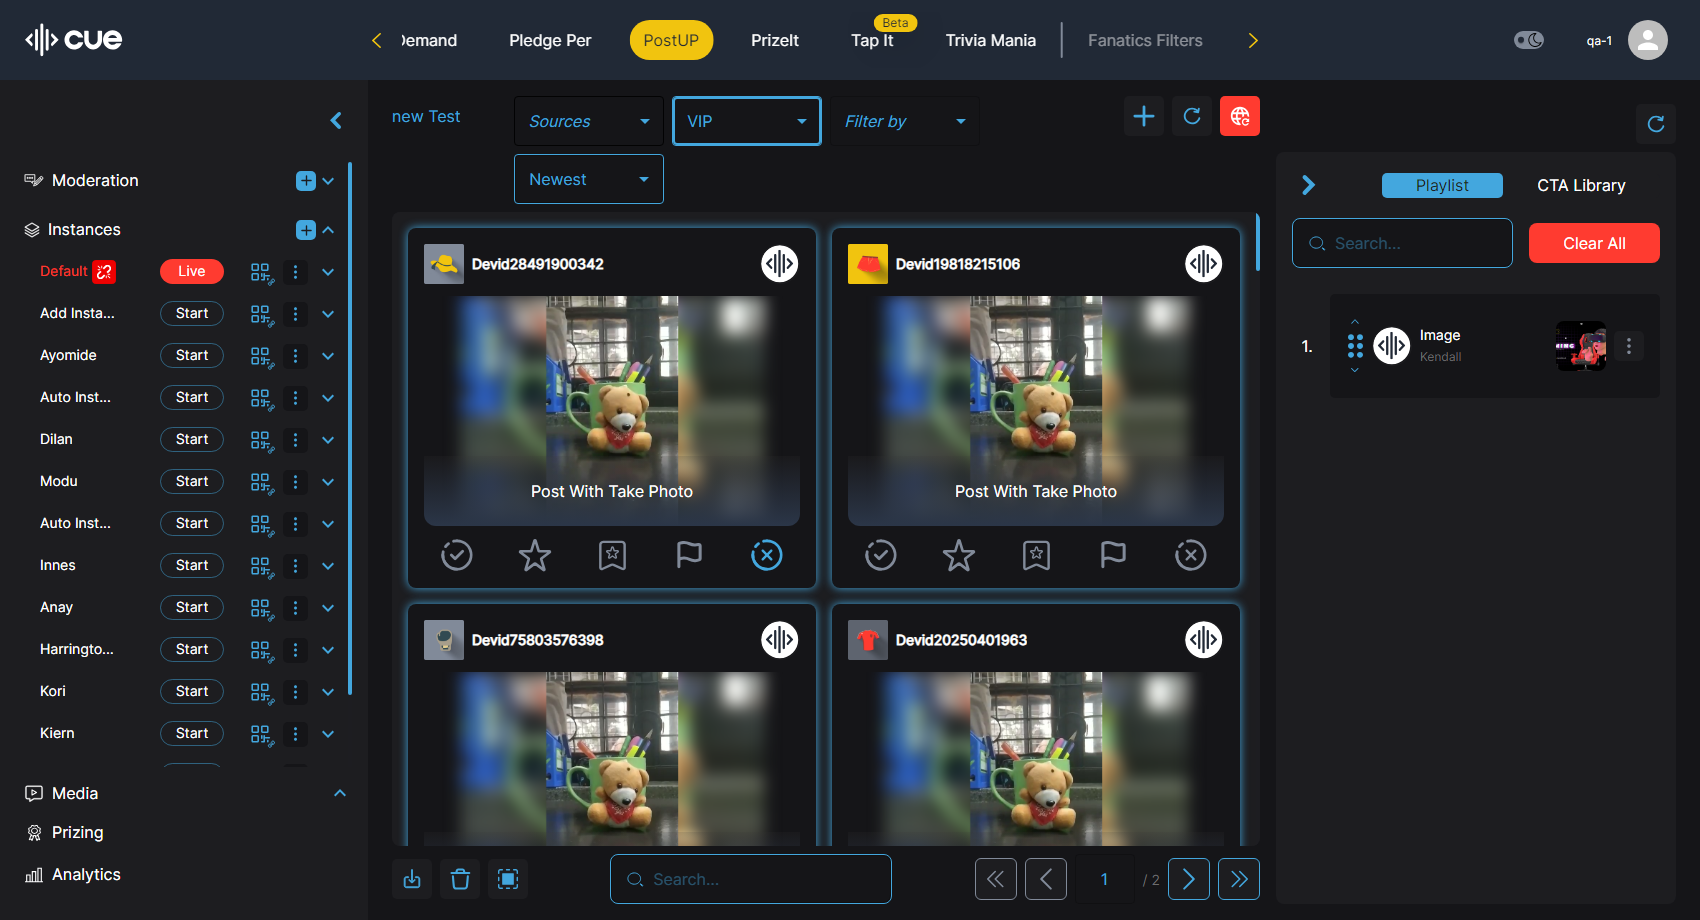 cue
Demand
Pledge Per
PostUP
PrizeIt
Tap It
Beta
Trivia Mania
Fanatics Filters
qa-1
Moderation
Instances
Default
Live
Add Insta...
Start
Ayomide
Start
Auto Inst...
Start
Dilan
Start
Modu
Start
Auto Inst...
Start
Innes
Start
Anay
Start
Harringto...
Start
Kori
Start
Kiern
Start
Media
Prizing
Analytics
new Test
Sources
VIP
Filter by
Newest
Devid28491900342
Post With Take Photo
Devid19818215106
Post With Take Photo
Devid75803576398
Devid20250401963
Search...
1
/ 2
Playlist
CTA Library
Search...
Clear All
1.
Image
Kendall